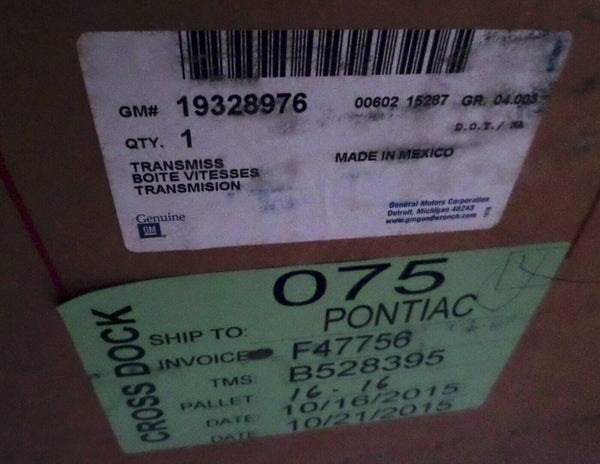 GM# 19328976 00602 15287 GR. 04.003
D.O.T./ NA
QTY. 1
TRANSMISS
BOITE VITESSES
TRANSMISION
MADE IN MEXICO
Genuine
GM
General Motors Corporation
Detroit, Michigan 48243
www.gmgoodwrench.com
CROSS DOCK
075
SHIP TO: PONTIAC
INVOICE F47756
TMS: B528395
PALLET 16 - 16
DATE 10/16/2015
DATE 10/21/2015